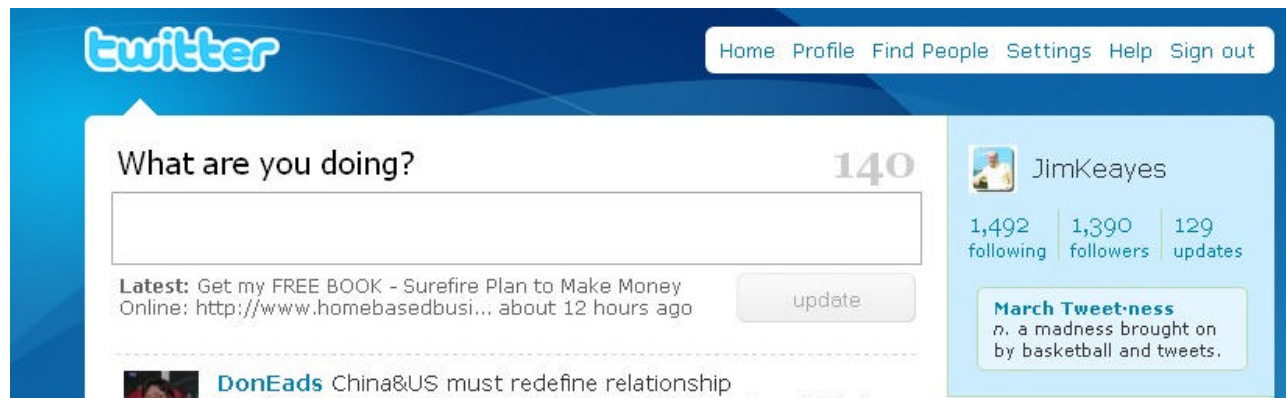 twitter
Home Profile Find People Settings Help Sign out
What are you doing?
140
Latest: Get my FREE BOOK - Surefire Plan to Make Money
Online: http://www.homebasedbusi... about 12 hours ago
update
DonEads China&US must redefine relationship
JimKeayes
1,492 1,390 129
following followers updates
March Tweet·ness
n. a madness brought on
by basketball and tweets.